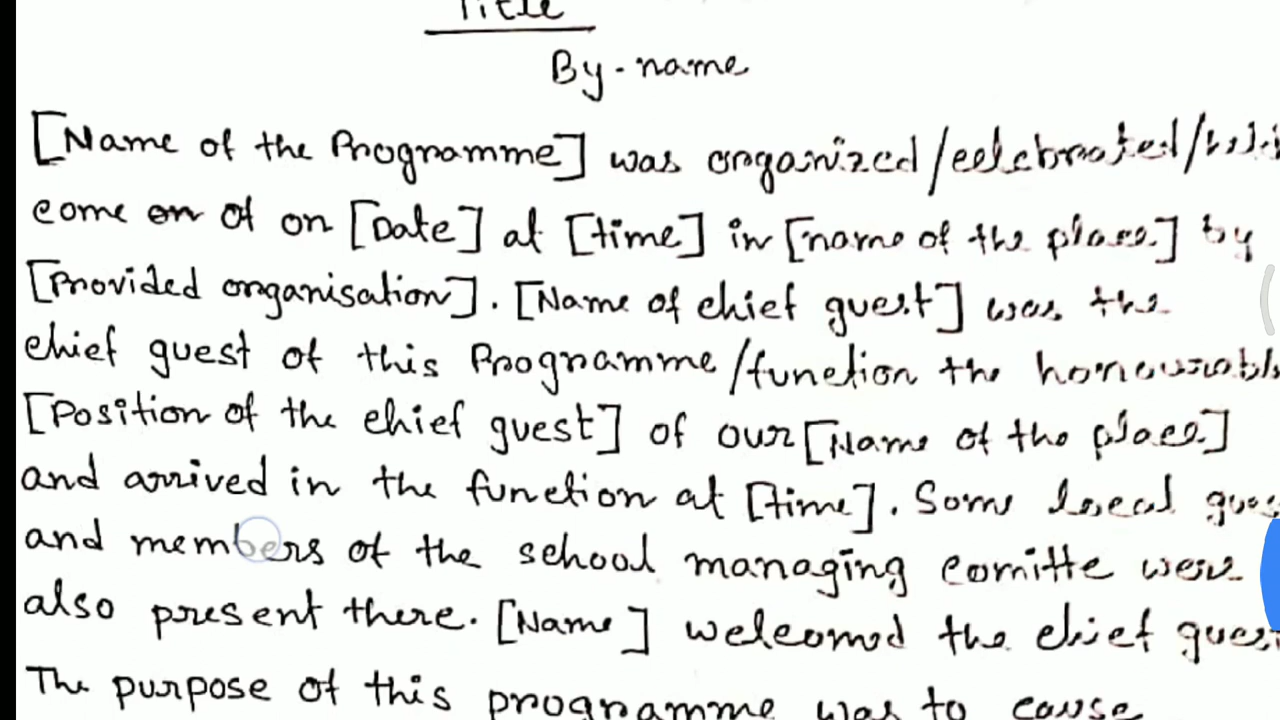 Title
By-name
[Name of the Programme] was organized/celebrated/
come on of on [Date] at [time] in [name of the place] by
[Provided organisation]. [Name of chief guest] was the
chief guest of this Programme/function the honourable
[Position of the chief guest] of our [Name of the place]
and arrived in the function at [time]. Some local
and members of the school managing comitte were
also present there. [Name] welcomed the chief guest
The purpose of this programme was to cause